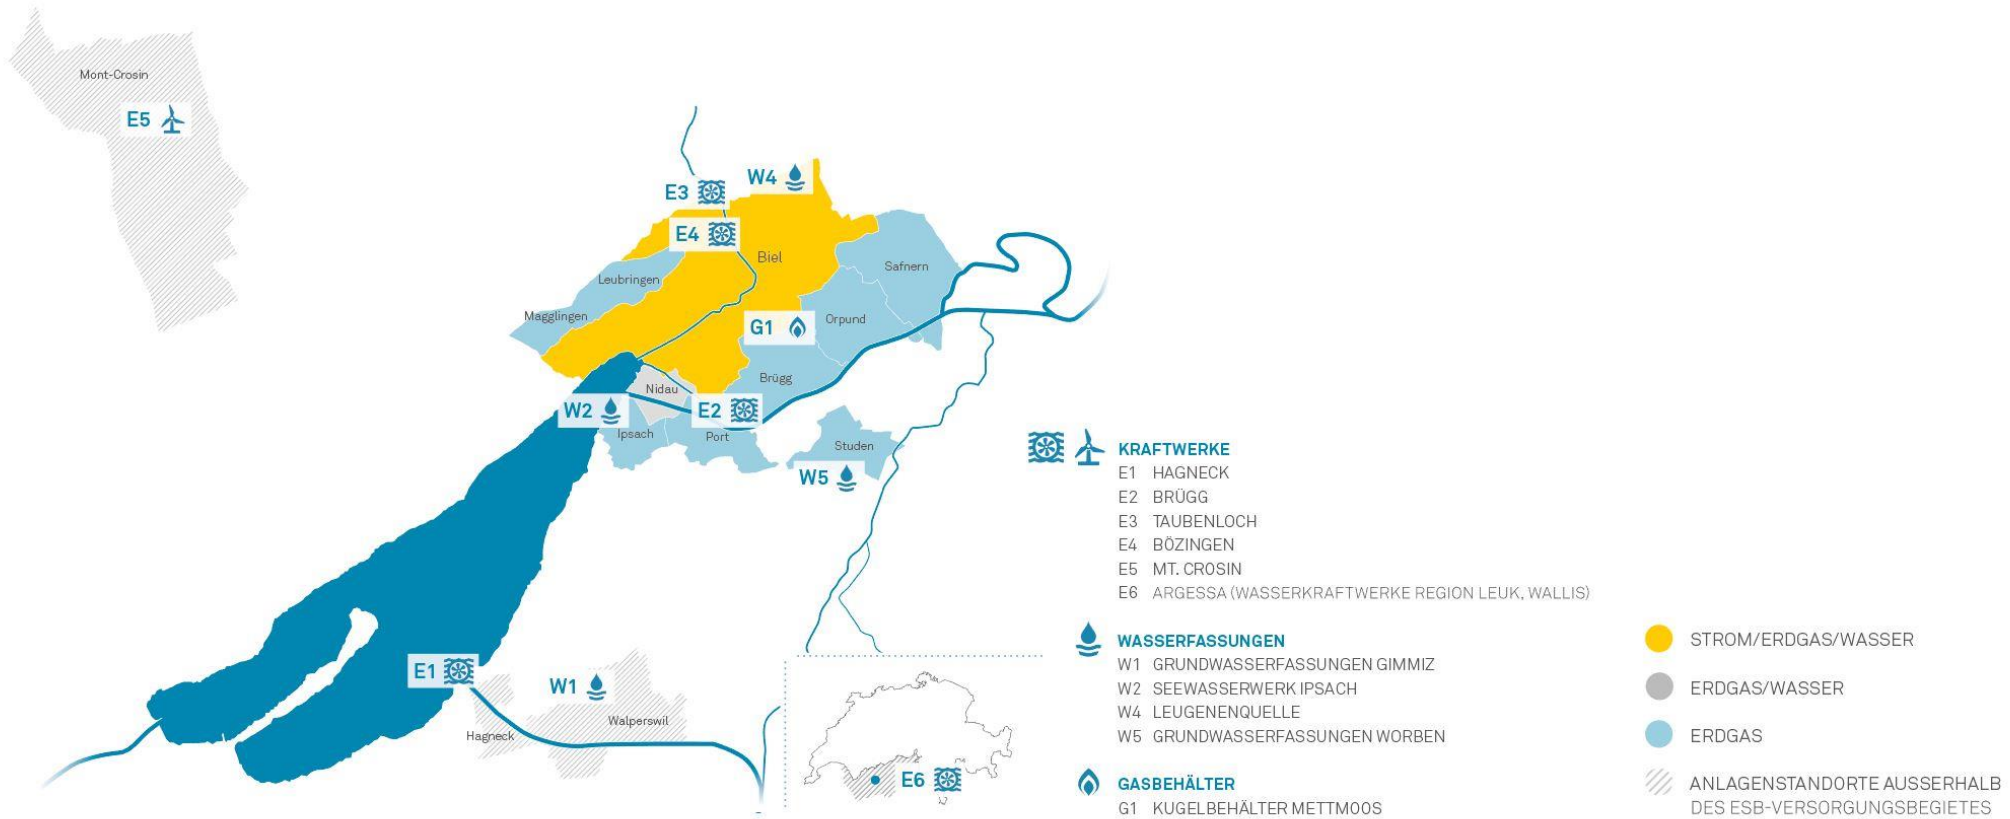 Mont-Crosin
E5
E3
W4
E4
Biel
Leubringen
Safnern
Magglingen
G1
Orpund
Brügg
Nidau
W2
E2
Ipsach
Port
Studen
W5
E1
W1
Walperswil
Hagneck
E6
KRAFTWERKE
E1 HAGNECK
E2 BRÜGG
E3 TAUBENLOCH
E4 BÖZINGEN
E5 MT. CROSIN
E6 ARGESSA (WASSERKRAFTWERKE REGION LEUK, WALLIS)
WASSERFASSUNGEN
W1 GRUNDWASSERFASSUNGEN GIMMIZ
W2 SEEWASSERWERK IPSACH
W4 LEUGENENQUELLE
W5 GRUNDWASSERFASSUNGEN WORBEN
GASBEHÄLTER
G1 KUGELBEHÄLTER METTMOOS
STROM/ERDGAS/WASSER
ERDGAS/WASSER
ERDGAS
ANLAGENSTANDORTE AUSSERHALB
DES ESB-VERSORGUNGSBEGIETES